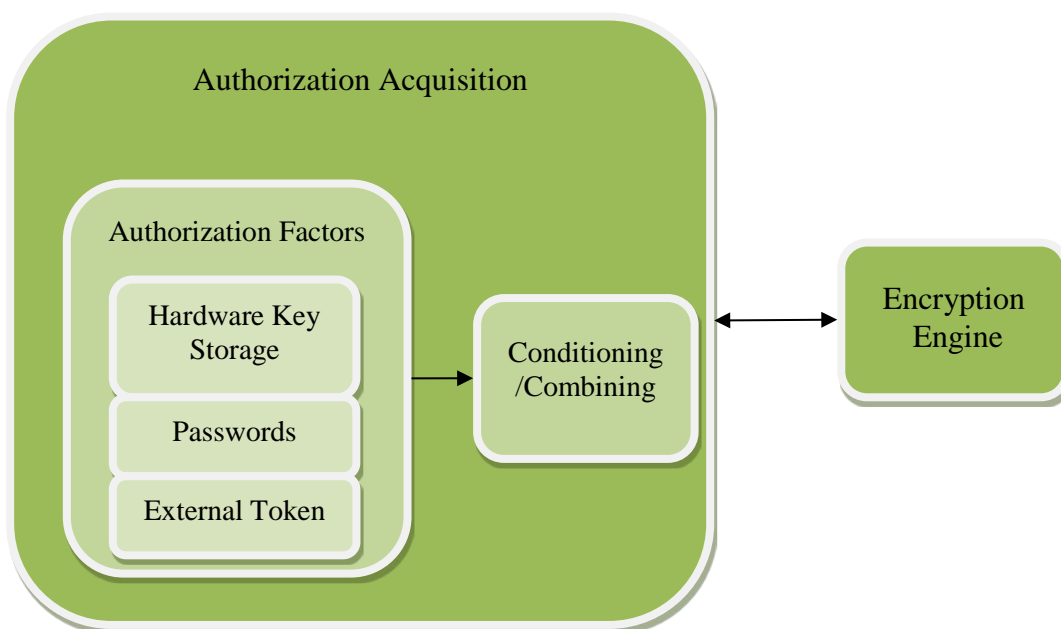 Authorization Acquisition
Authorization Factors
Hardware Key
Storage
Passwords
External Token
Conditioning
/Combining
Encryption
Engine